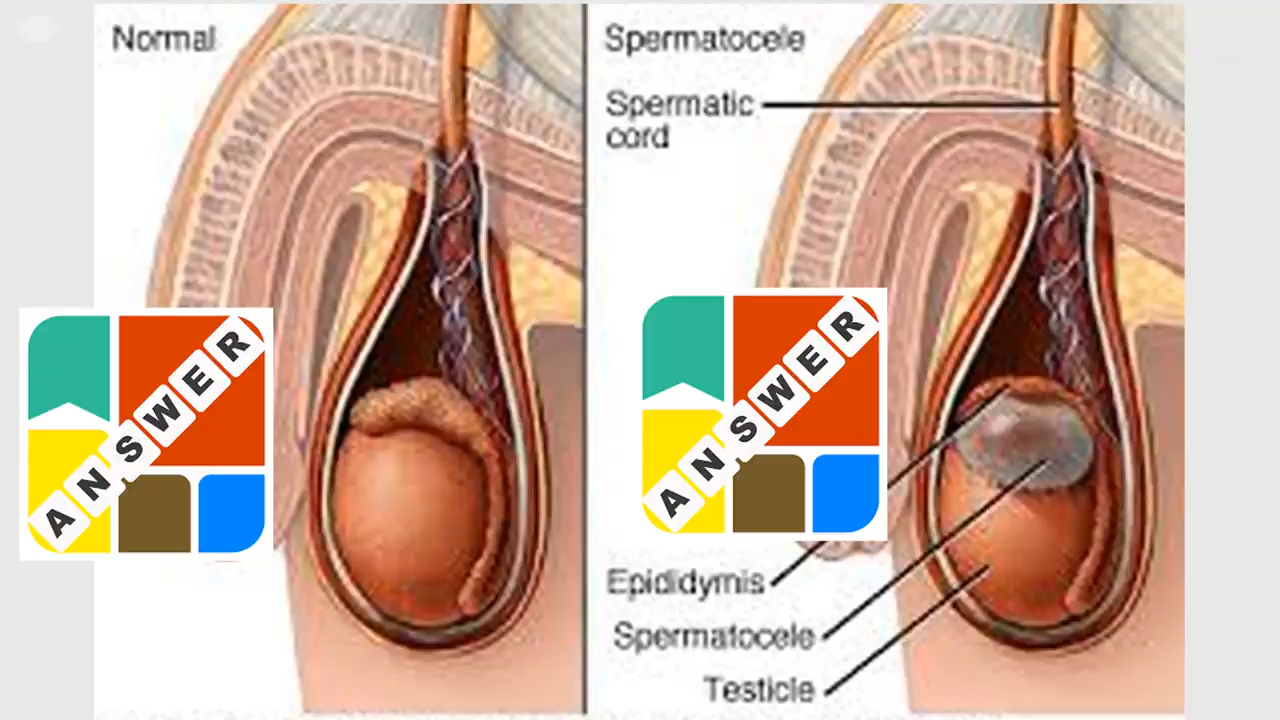 Normal
ANSWER
Spermatocele
Spermatic
cord
ANSWER
Epididymis
Spermatocele
Testicle